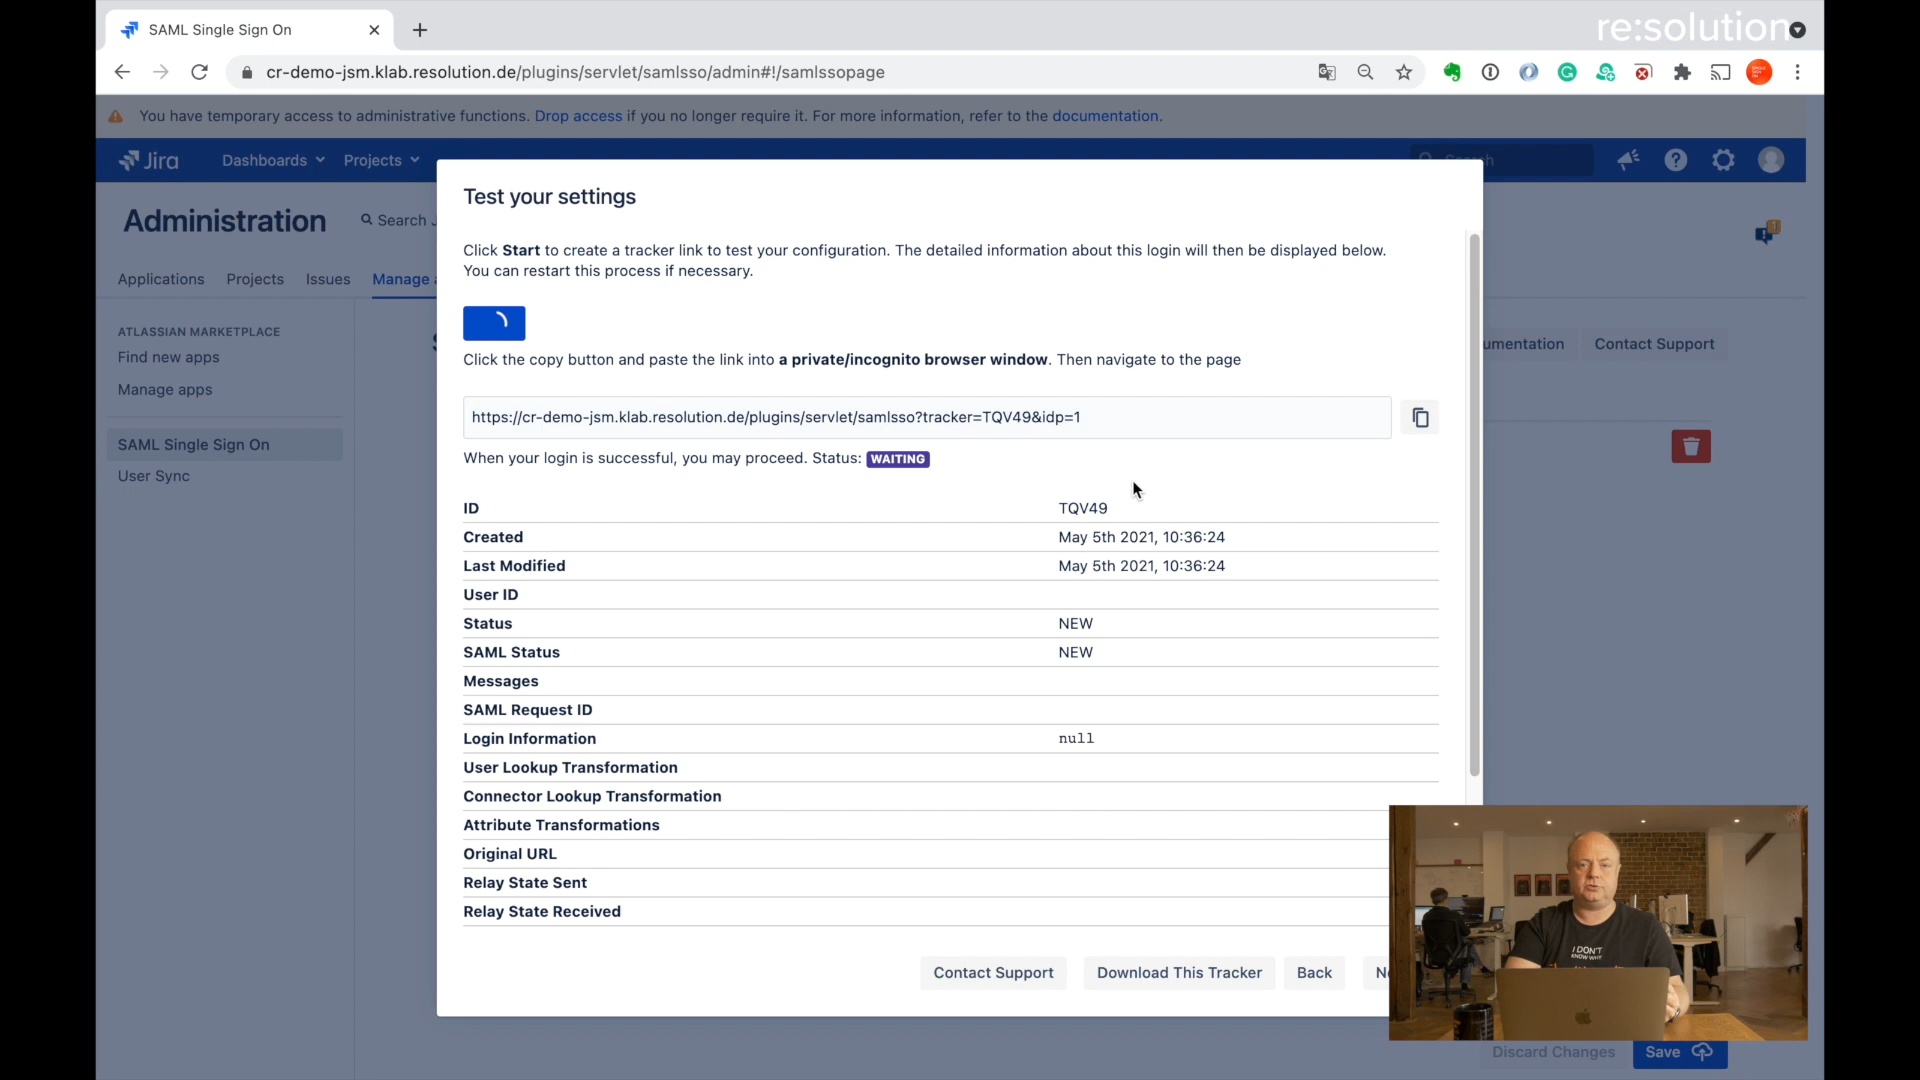 SAML Single Sign On
re:solution
cr-demo-jsm.klab.resolution.de/plugins/servlet/samlsso/admin#!/samlssopage
You have temporary access to administrative functions. Drop access if you no longer require it. For more information, refer to the documentation.
Jira
Dashboards
Projects
Search
Administration
Search
Applications
Projects
Issues
Manage
ATLASSIAN MARKETPLACE
Find new apps
Manage apps
SAML Single Sign On
User Sync
umentation
Contact Support
Test your settings
Click Start to create a tracker link to test your configuration. The detailed information about this login will then be displayed below.
You can restart this process if necessary.
Click the copy button and paste the link into a private/incognito browser window. Then navigate to the page
https://cr-demo-jsm.klab.resolution.de/plugins/servlet/samlsso?tracker=TQV49&idp=1
When your login is successful, you may proceed. Status: WAITING
ID TQV49
Created May 5th 2021, 10:36:24
Last Modified May 5th 2021, 10:36:24
User ID
Status NEW
SAML Status NEW
Messages
SAML Request ID
Login Information null
User Lookup Transformation
Connector Lookup Transformation
Attribute Transformations
Original URL
Relay State Sent
Relay State Received
Contact Support
Download This Tracker
Back
I DON'T
KNOW WHY
Discard Changes
Save